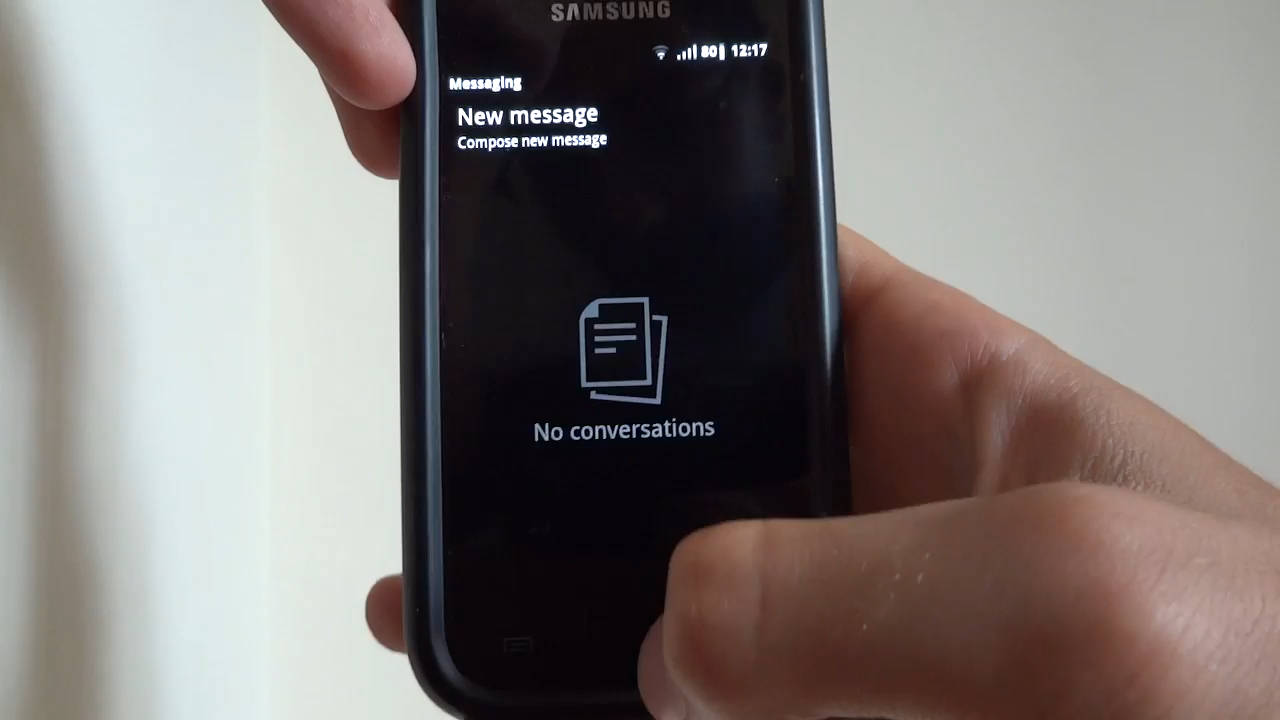 SAMSUNG
80 12:17
Messaging
New message
Compose new message
No conversations